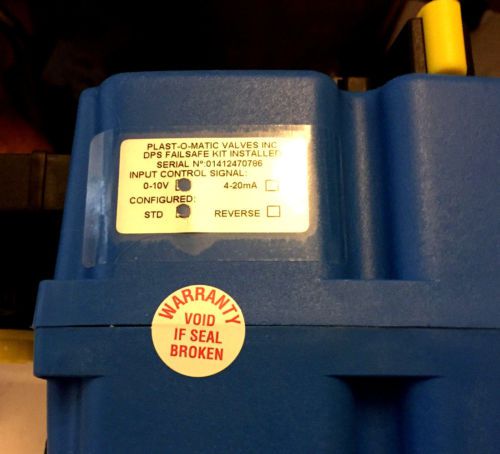 PLAST-O-MATIC VALVES INC
DPS FAILSAFE KIT INSTALLED
SERIAL Nº:01412470786
INPUT CONTROL SIGNAL:
0-10V 4-20mA
CONFIGURED:
STD REVERSE
WARRANTY
VOID
IF SEAL
BROKEN